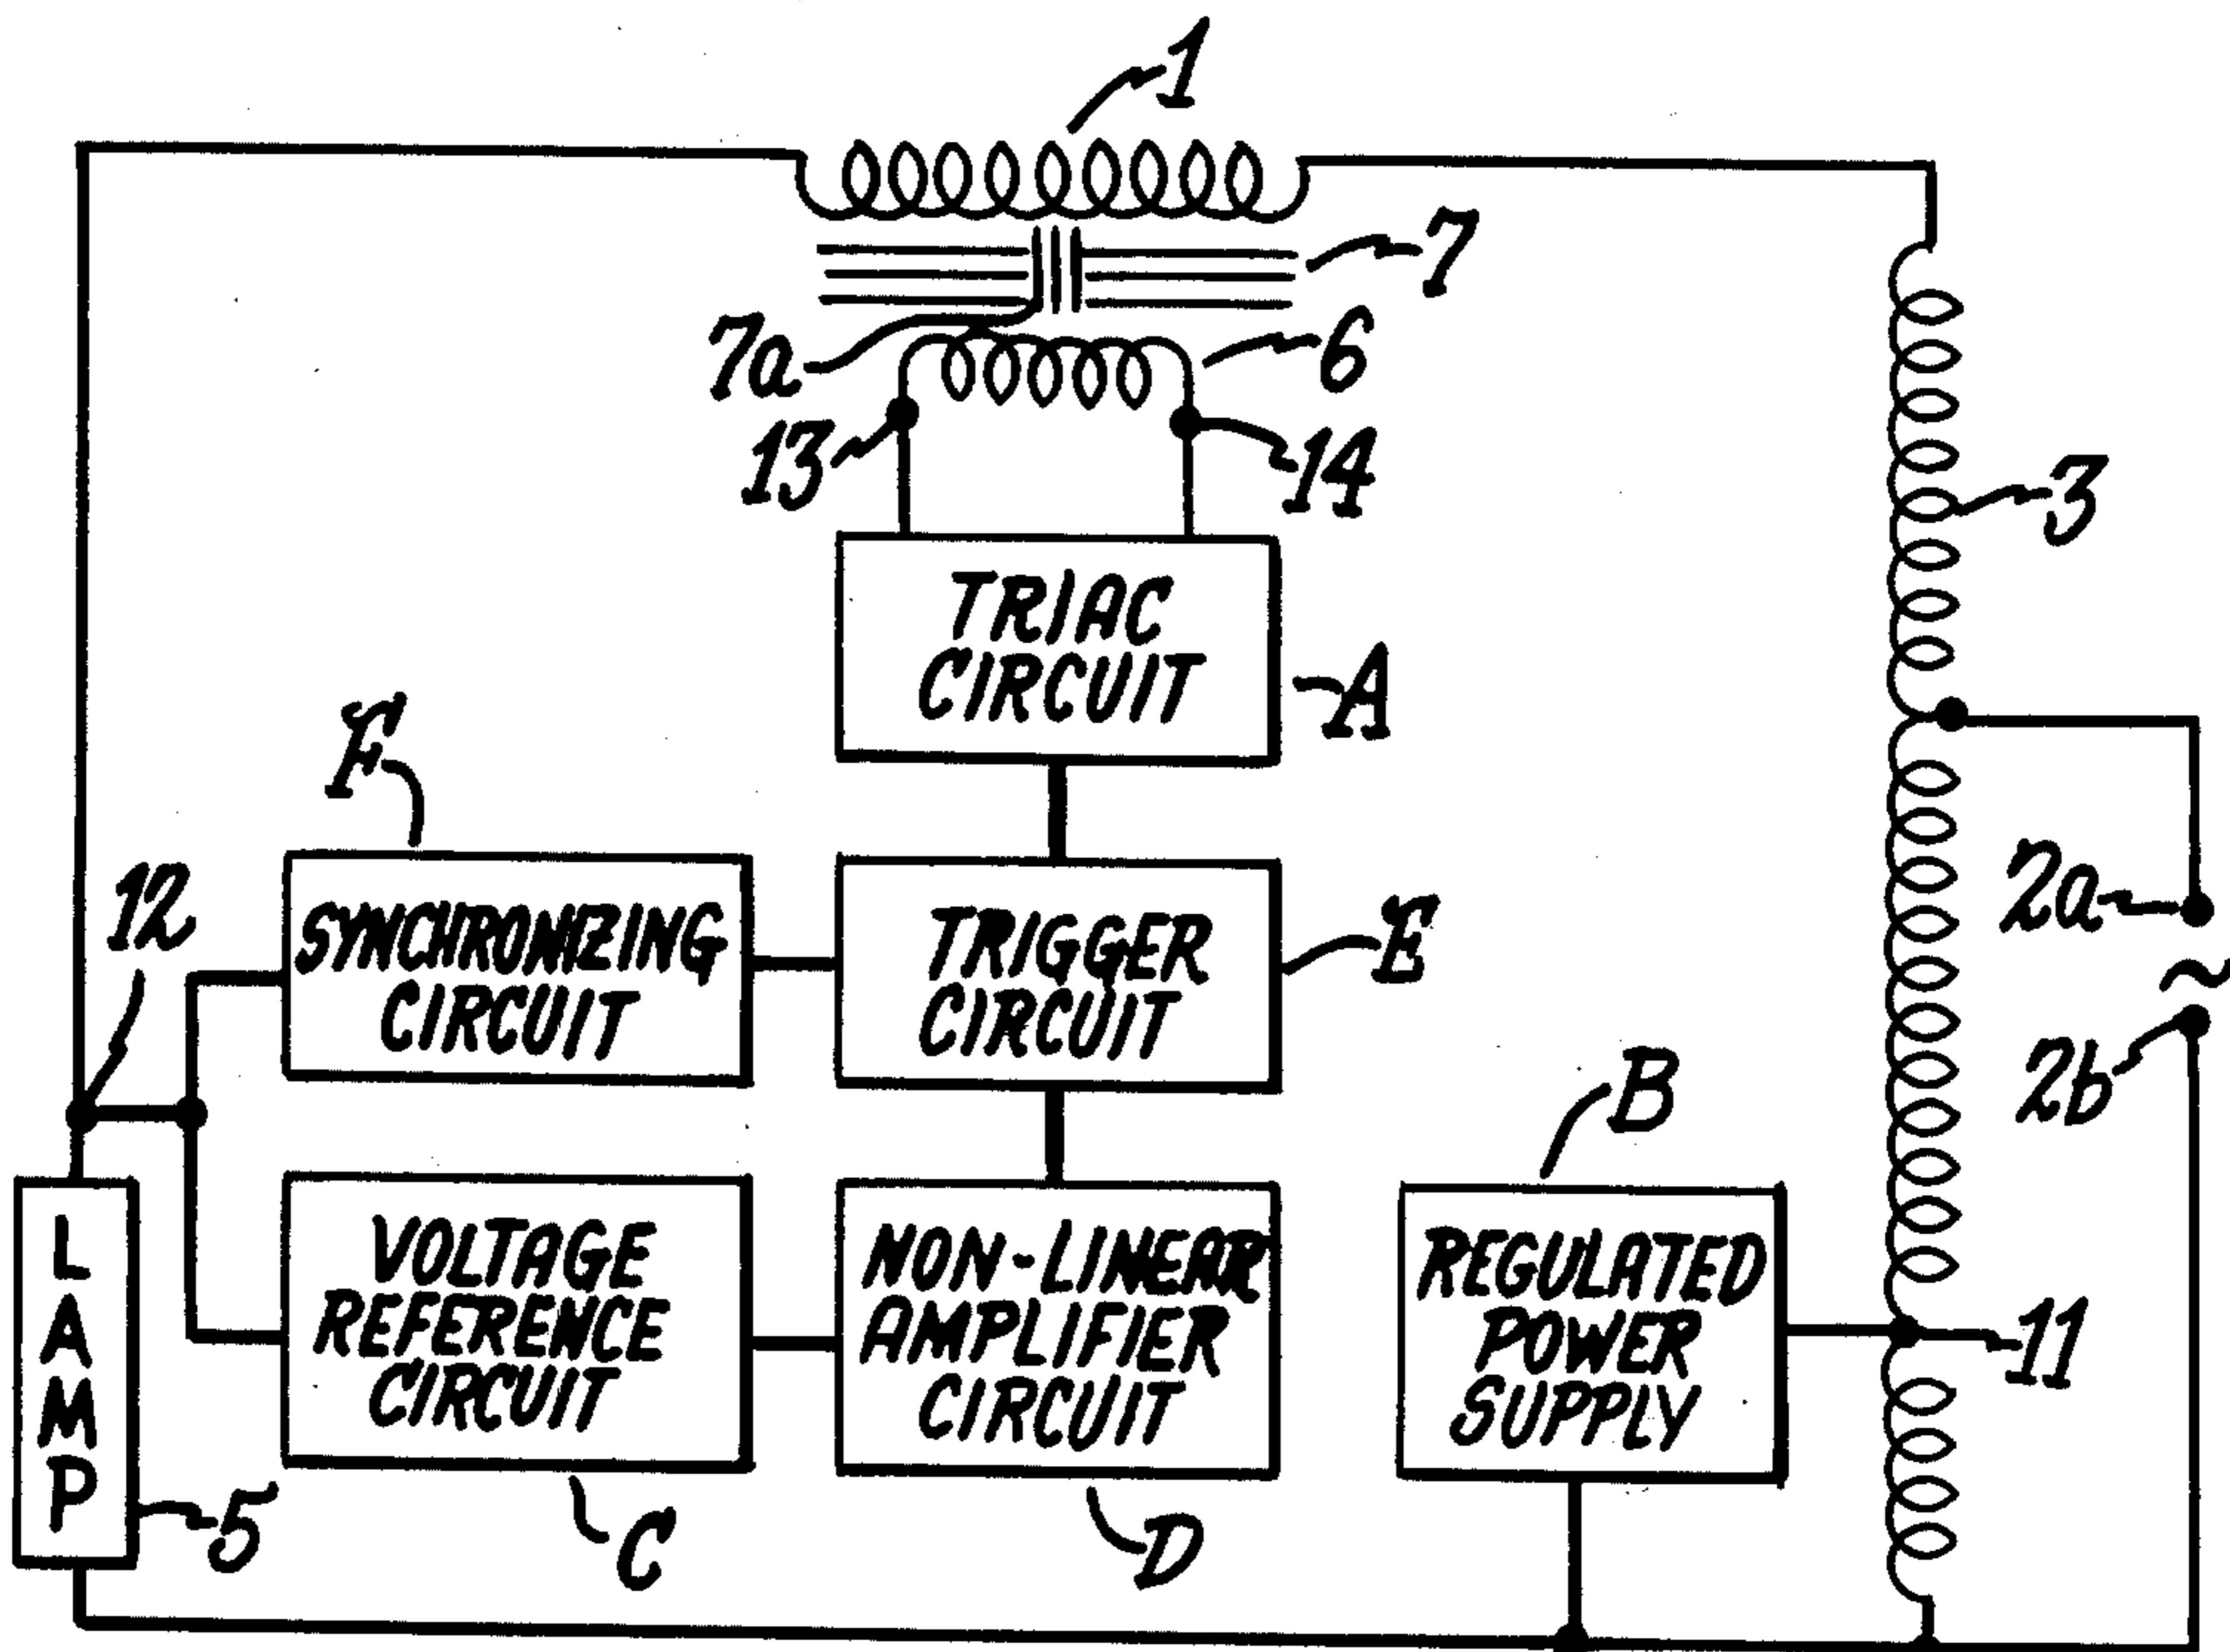 1
7
7a
6
13
14
3
TRIAC
CIRCUIT
A
F
12
SYNCHRONIZING
CIRCUIT
TRIGGER
CIRCUIT
E
2a
~
2b
B
LAMP
VOLTAGE
REFERENCE
CIRCUIT
NON-LINEAR
AMPLIFIER
CIRCUIT
REGULATED
POWER
SUPPLY
11
5
C
D